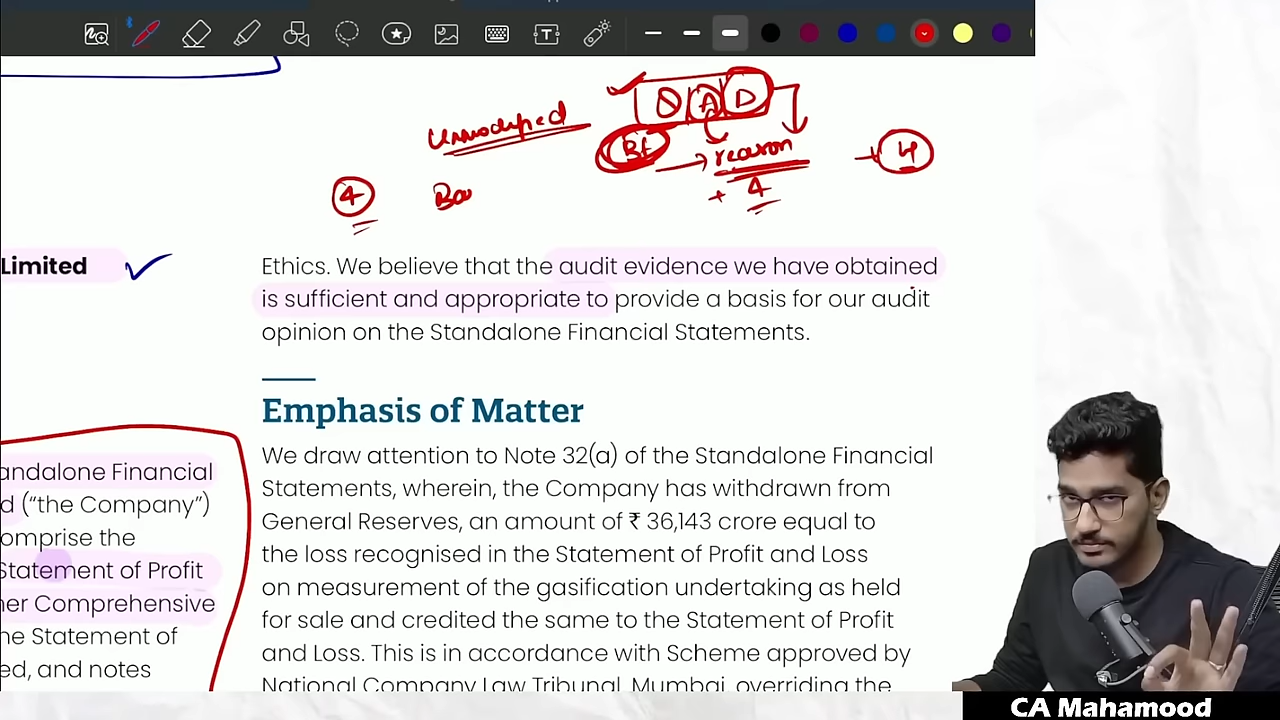 Q A D
Unmodified
Bf → reason → 4
4 Bas + 4
Limited
Ethics. We believe that the audit evidence we have obtained
is sufficient and appropriate to provide a basis for our audit
opinion on the Standalone Financial Statements.
Emphasis of Matter
We draw attention to Note 32(a) of the Standalone Financial
Statements, wherein, the Company has withdrawn from
General Reserves, an amount of ₹ 36,143 crore equal to
the loss recognised in the Statement of Profit and Loss
on measurement of the gasification undertaking as held
for sale and credited the same to the Statement of Profit
and Loss. This is in accordance with Scheme approved by
National Company Law Tribunal, Mumbai, overriding the
andalone Financial
d (“the Company”)
omprise the
Statement of Profit
her Comprehensive
he Statement of
ed, and notes
CA Mahamood